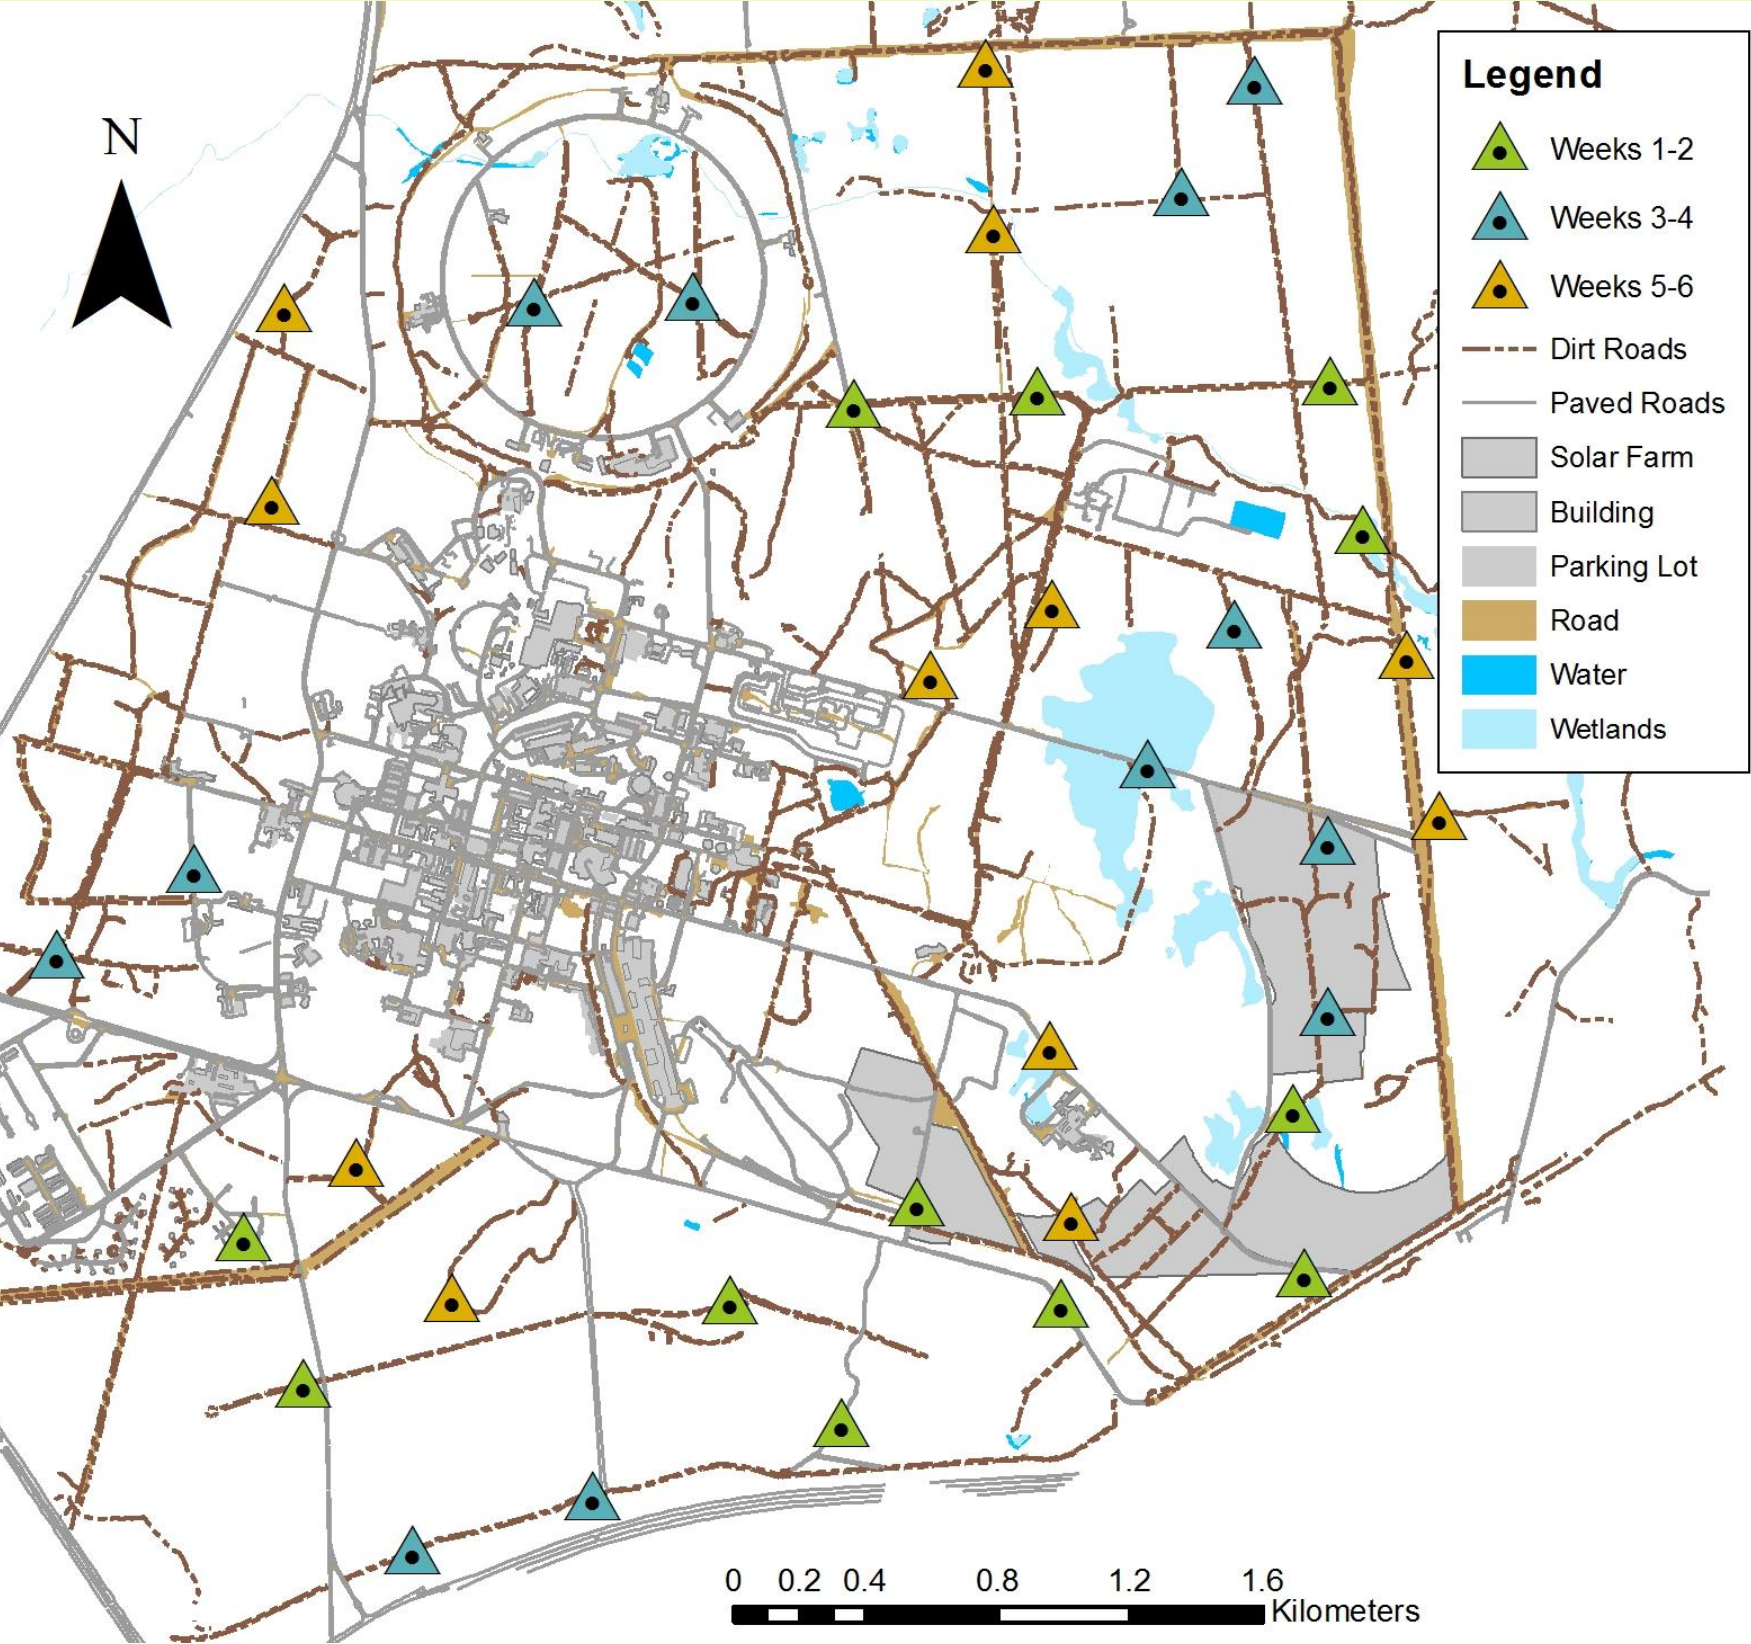 N
Legend
Weeks 1-2
Weeks 3-4
Weeks 5-6
Dirt Roads
Paved Roads
Solar Farm
Building
Parking Lot
Road
Water
Wetlands
0 0.2 0.4 0.8 1.2 1.6
Kilometers